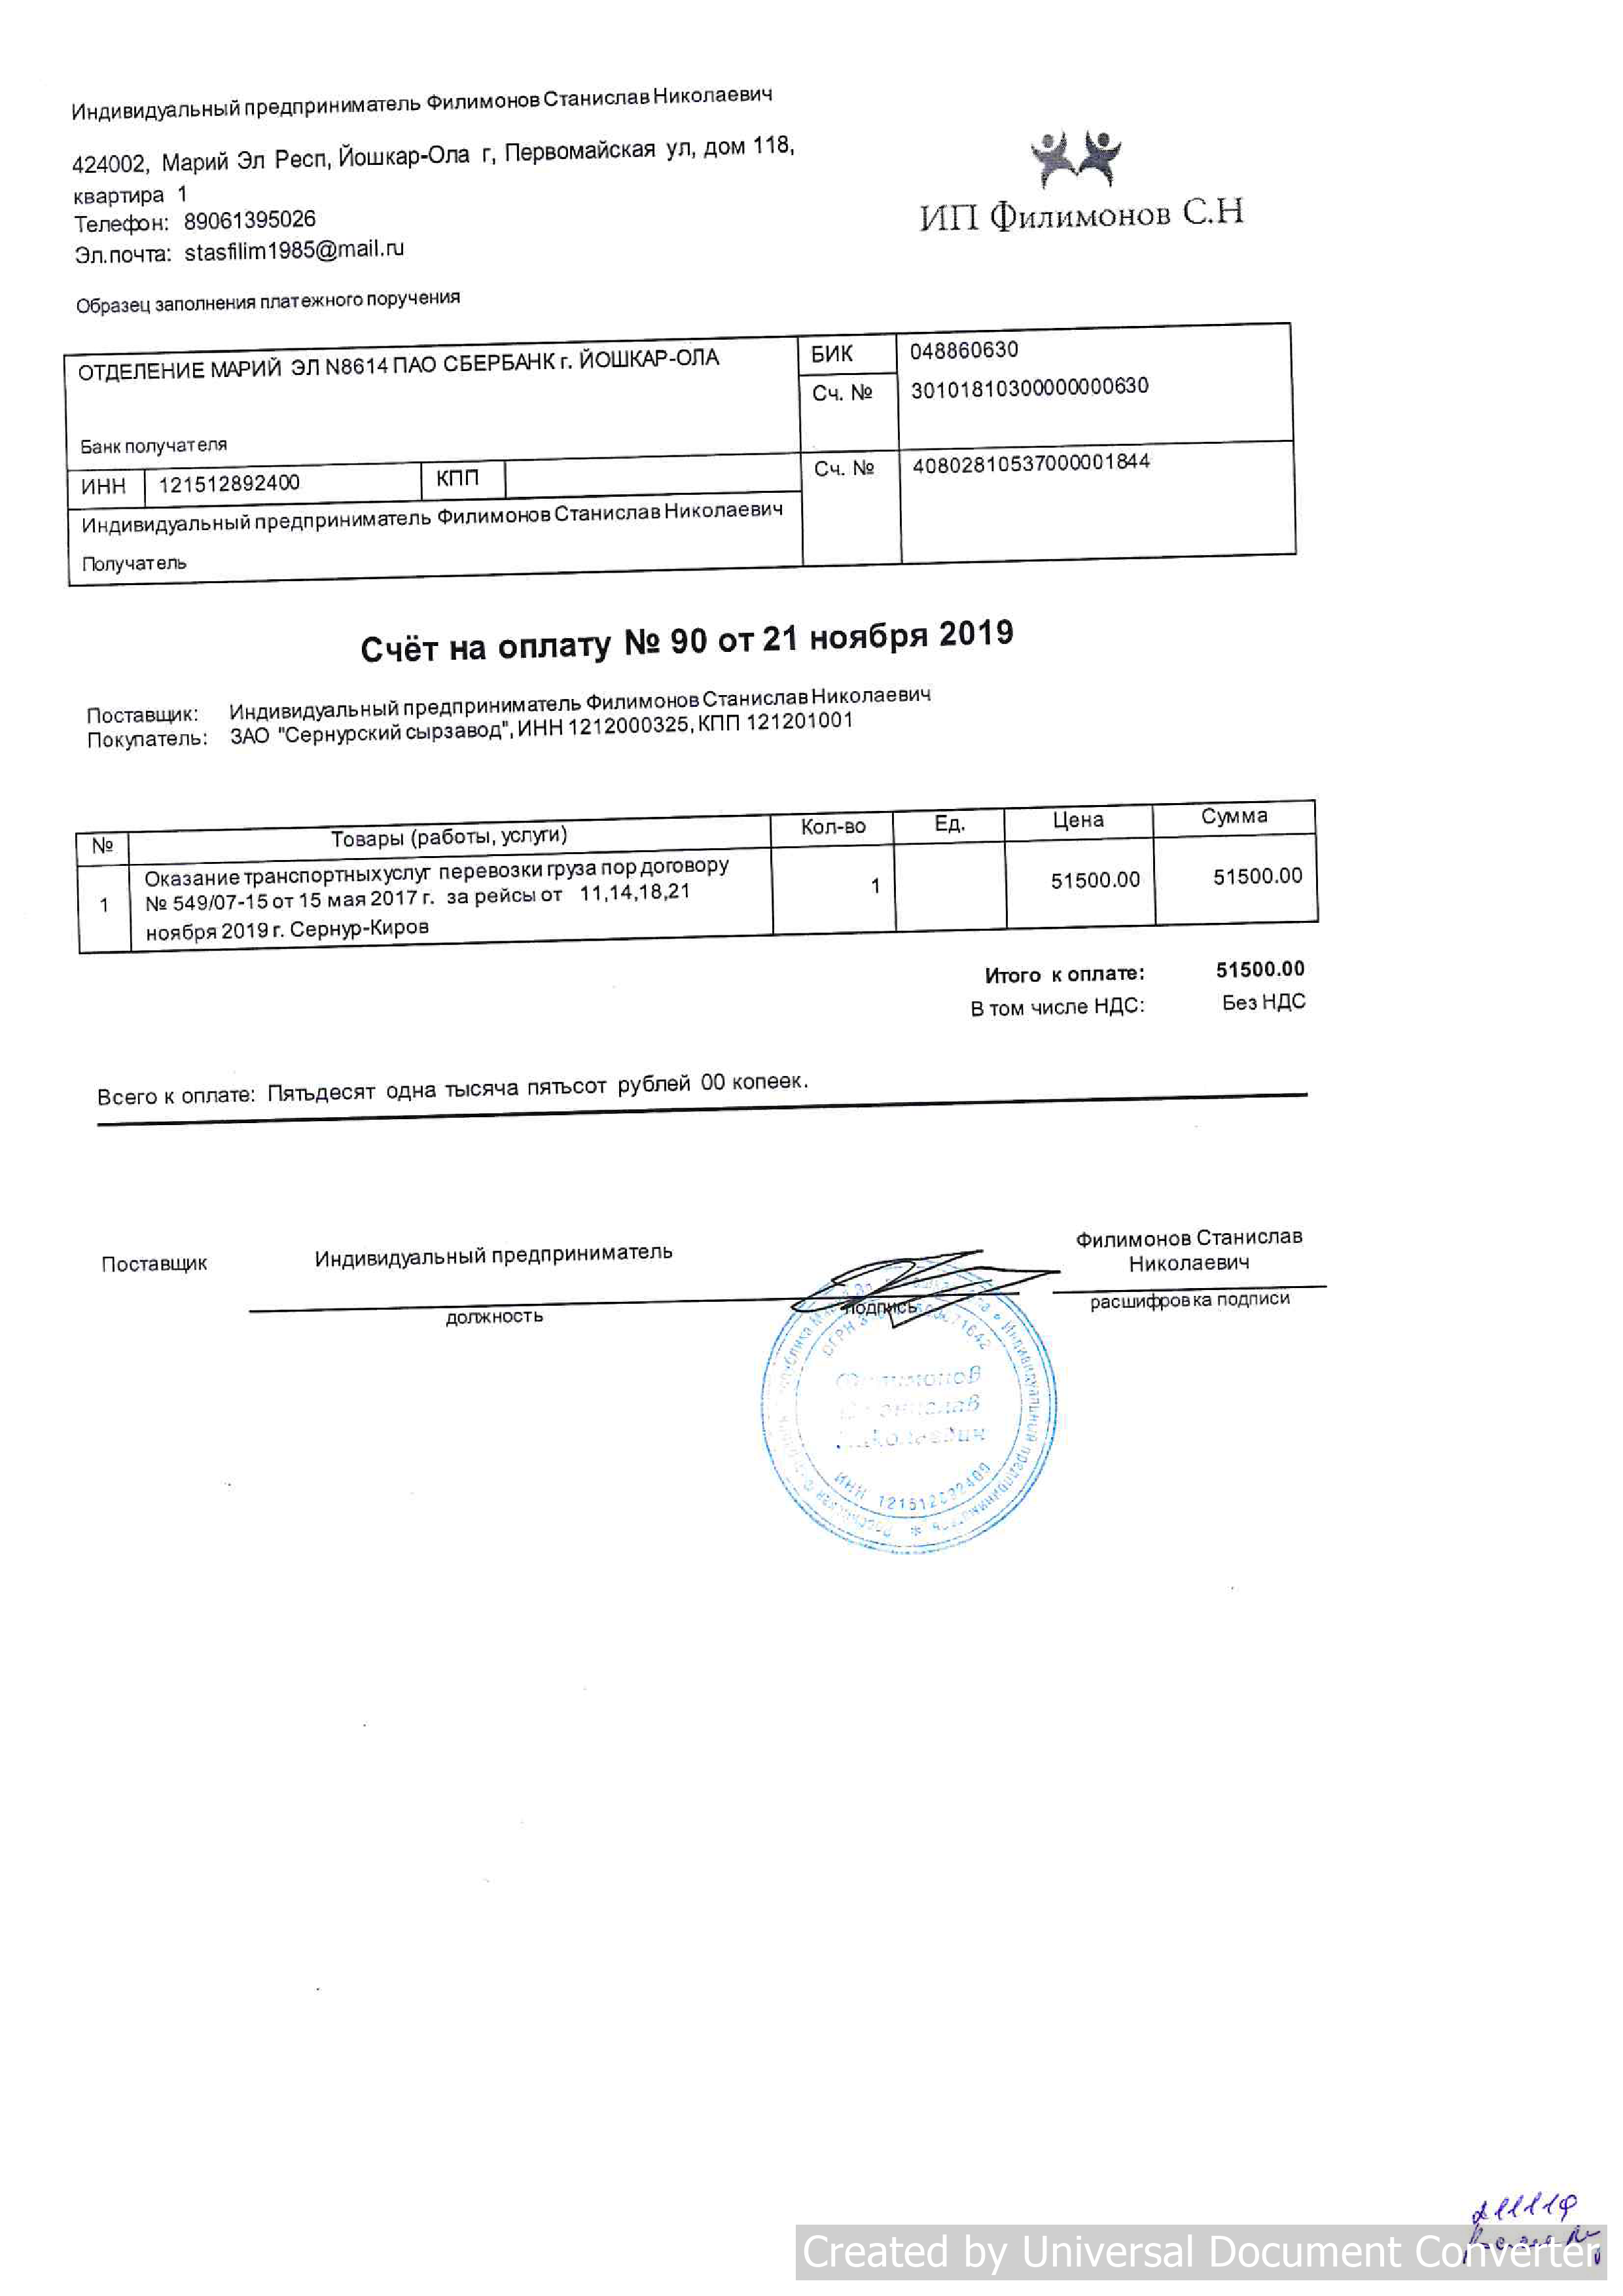 Индивидуальный предприниматель Филимонов Станислав Николаевич
424002, Марий Эл Респ, Йошкар-Ола г, Первомайская ул, дом 118,
квартира 1
Телефон: 89061395026
Эл.почта: stasfilim1985@mail.ru
ИП Филимонов С.Н
Образец заполнения платежного поручения
ОТДЕЛЕНИЕ МАРИЙ ЭЛ N8614 ПАО СБЕРБАНК г. ЙОШКАР-ОЛА
БИК 048860630
Сч. № 30101810300000000630
Банк получателя
ИНН 121512892400 КПП
Сч. № 40802810537000001844
Индивидуальный предприниматель Филимонов Станислав Николаевич
Получатель
Счёт на оплату № 90 от 21 ноября 2019
Поставщик: Индивидуальный предприниматель Филимонов Станислав Николаевич
Покупатель: ЗАО "Сернурский сырзавод", ИНН 1212000325, КПП 121201001
№ Товары (работы, услуги) Кол-во Ед. Цена Сумма
1 Оказание транспортных услуг перевозки груза пор договору 1 51500.00 51500.00
№ 549/07-15 от 15 мая 2017 г. за рейсы от 11,14,18,21
ноября 2019 г. Сернур-Киров
Итого к оплате: 51500.00
В том числе НДС: Без НДС
Всего к оплате: Пятьдесят одна тысяча пятьсот рублей 00 копеек.
Поставщик Индивидуальный предприниматель
Филимонов Станислав
Николаевич
должность
подпись
расшифровка подписи
Индивидуальный предприниматель
ОГРН
Филимонов
Станислав
Николаевич
ИНН
Created by Universal Document Converter